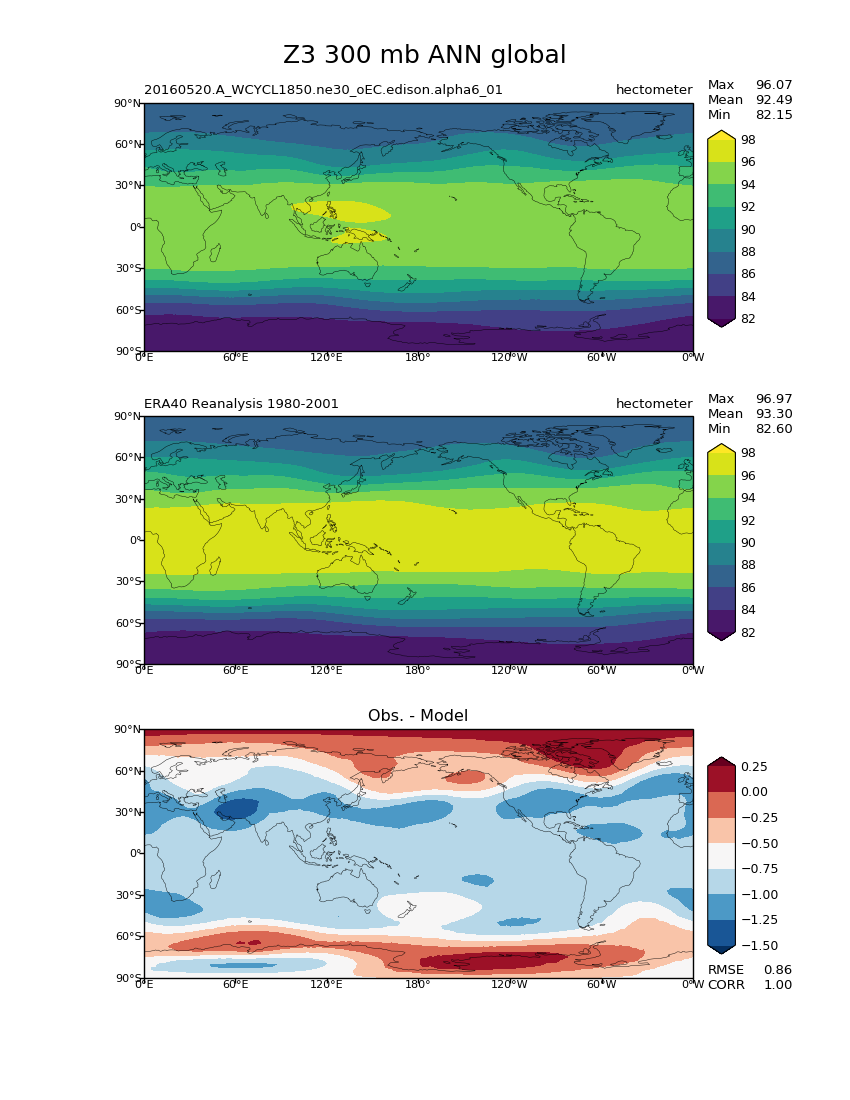 Z3 300 mb ANN global
20160520.A_WCYCL1850.ne30_oEC.edison.alpha6_01 hectometer
Max 96.07
Mean 92.49
Min 82.15
90°N
60°N
30°N
0°
30°S
60°S
90°S
0°E 60°E 120°E 180° 120°W 60°W 0°W
98
96
94
92
90
88
86
84
82
ERA40 Reanalysis 1980-2001 hectometer
Max 96.97
Mean 93.30
Min 82.60
90°N
60°N
30°N
0°
30°S
60°S
90°S
0°E 60°E 120°E 180° 120°W 60°W 0°W
98
96
94
92
90
88
86
84
82
Obs. - Model
90°N
60°N
30°N
0°
30°S
60°S
90°S
0°E 60°E 120°E 180° 120°W 60°W 0°W
0.25
0.00
−0.25
−0.50
−0.75
−1.00
−1.25
−1.50
RMSE 0.86
CORR 1.00